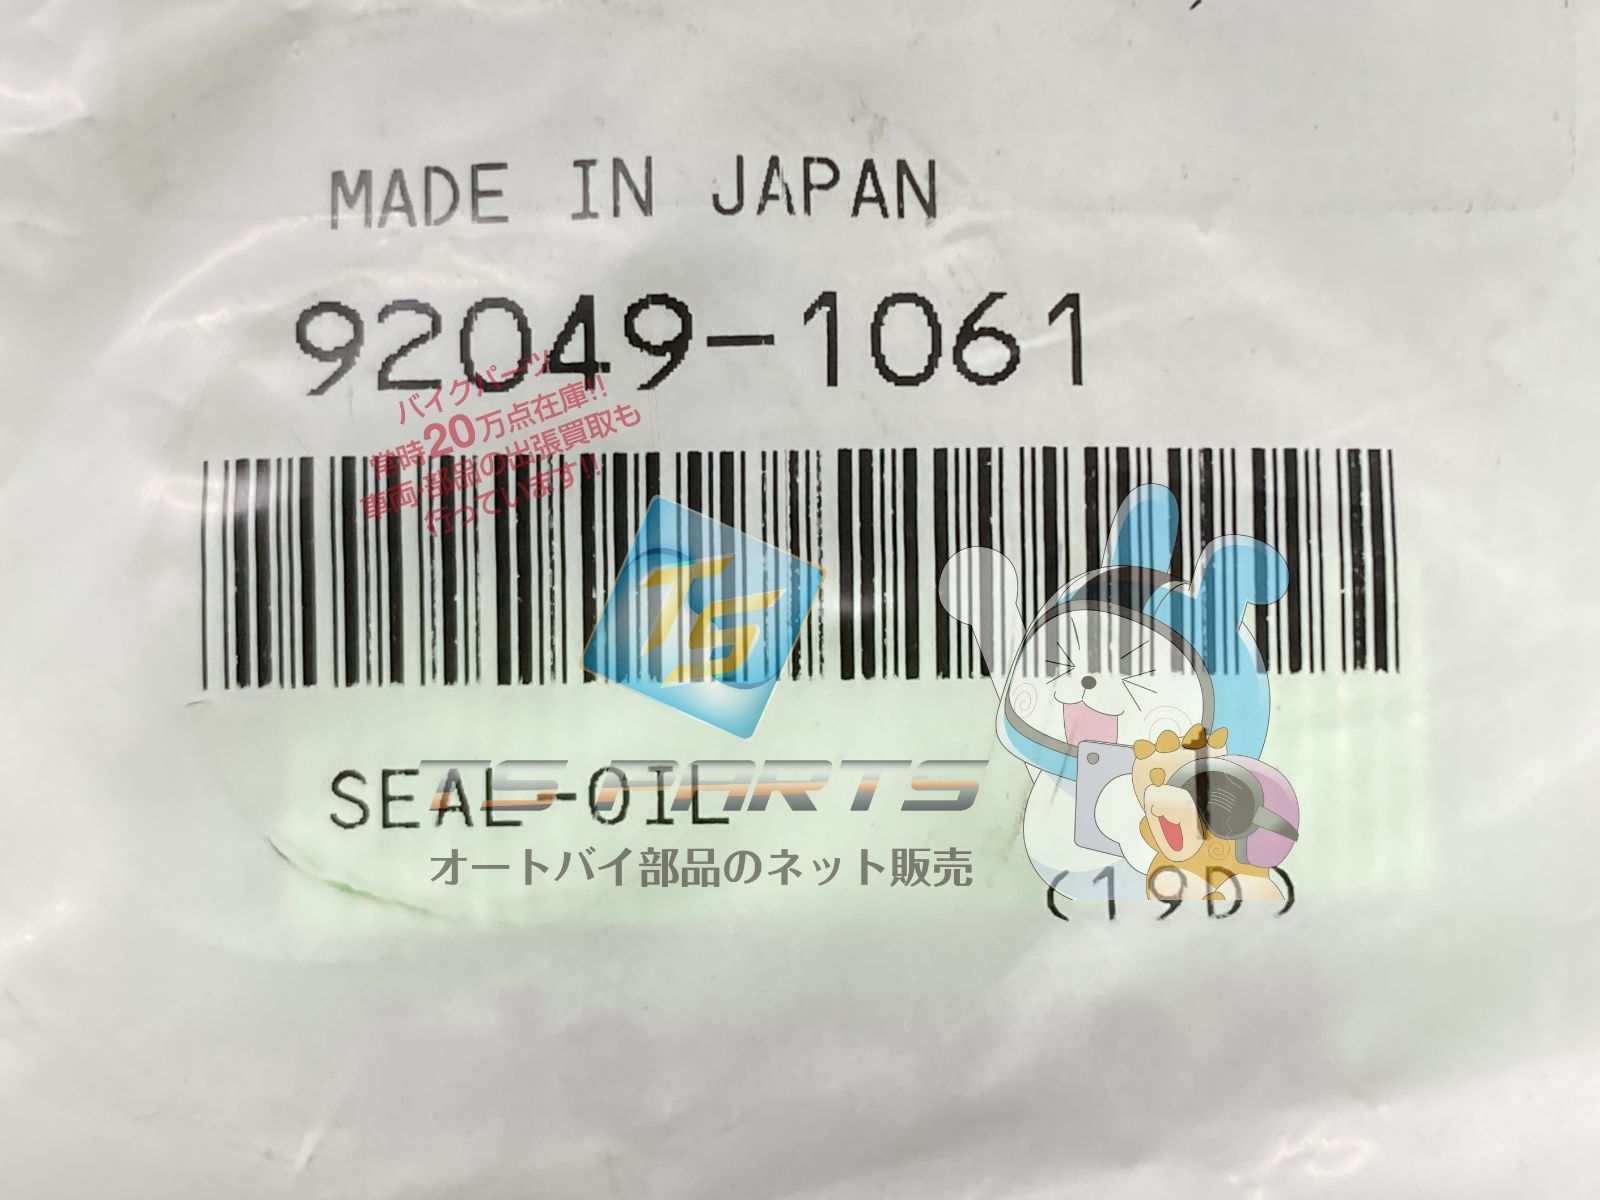 MADE IN JAPAN
92049-1061
バイクパーツ
常時20万点在庫!!
車両・部品の出張買取も
行っています!!
TS
SEAL-OIL 1
TS PARTS
オートバイ部品のネット販売
(19D)